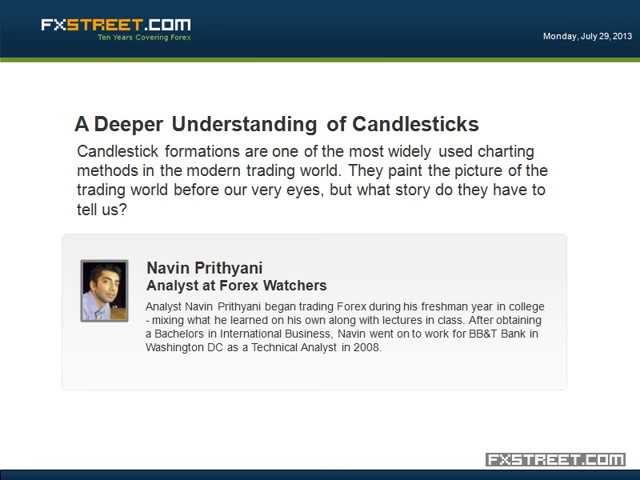 FXSTREET.COM
Ten Years Covering Forex
Monday, July 29, 2013
A Deeper Understanding of Candlesticks
Candlestick formations are one of the most widely used charting
methods in the modern trading world. They paint the picture of the
trading world before our very eyes, but what story do they have to
tell us?
Navin Prithyani
Analyst at Forex Watchers
Analyst Navin Prithyani began trading Forex during his freshman year in college
- mixing what he learned on his own along with lectures in class. After obtaining
a Bachelors in International Business, Navin went on to work for BB&T Bank in
Washington DC as a Technical Analyst in 2008.
FXSTREET.COM